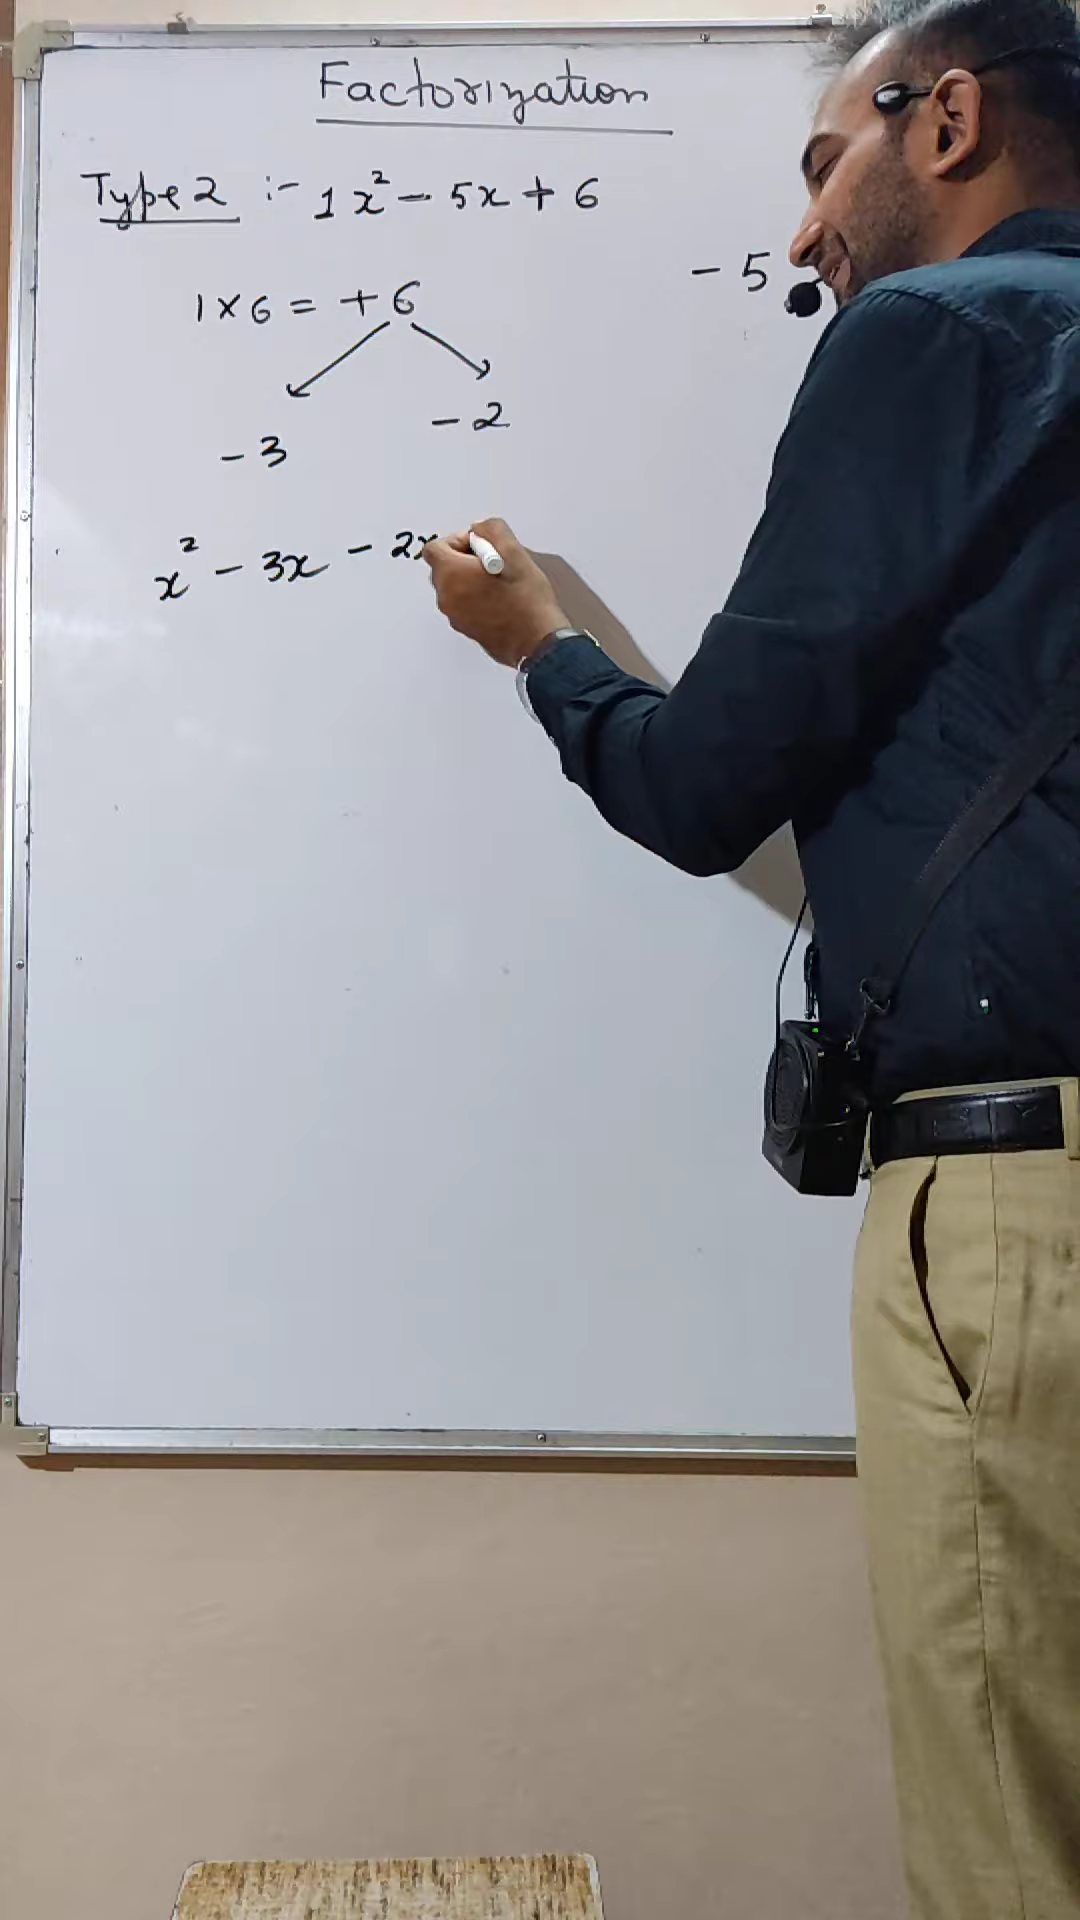 Factorization
Type 2 :- 1x² - 5x + 6
- 5
1 x 6 = + 6
- 3 - 2
x² - 3x - 2x